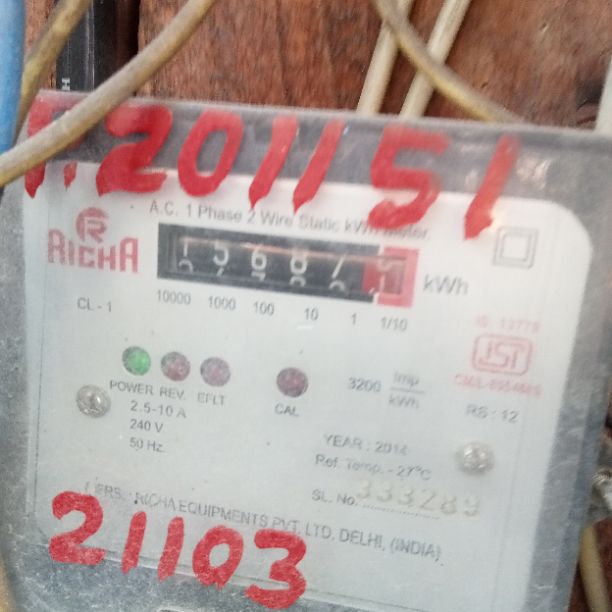 201151
A.C. 1 Phase 2 Wire Static kWh Meter.
RICHA
kWh
CL - 1
10000 1000 100 10 1 1/10
ISI
3200 Imp/kWh
POWER REV. EFLT
CAL
RS : 12
2.5-10 A
240 V
50 Hz.
YEAR : 2014
Ref. Temp. - 27°C
SL. No. 333289
RICHA EQUIPMENTS PVT. LTD. DELHI, (INDIA)
21103